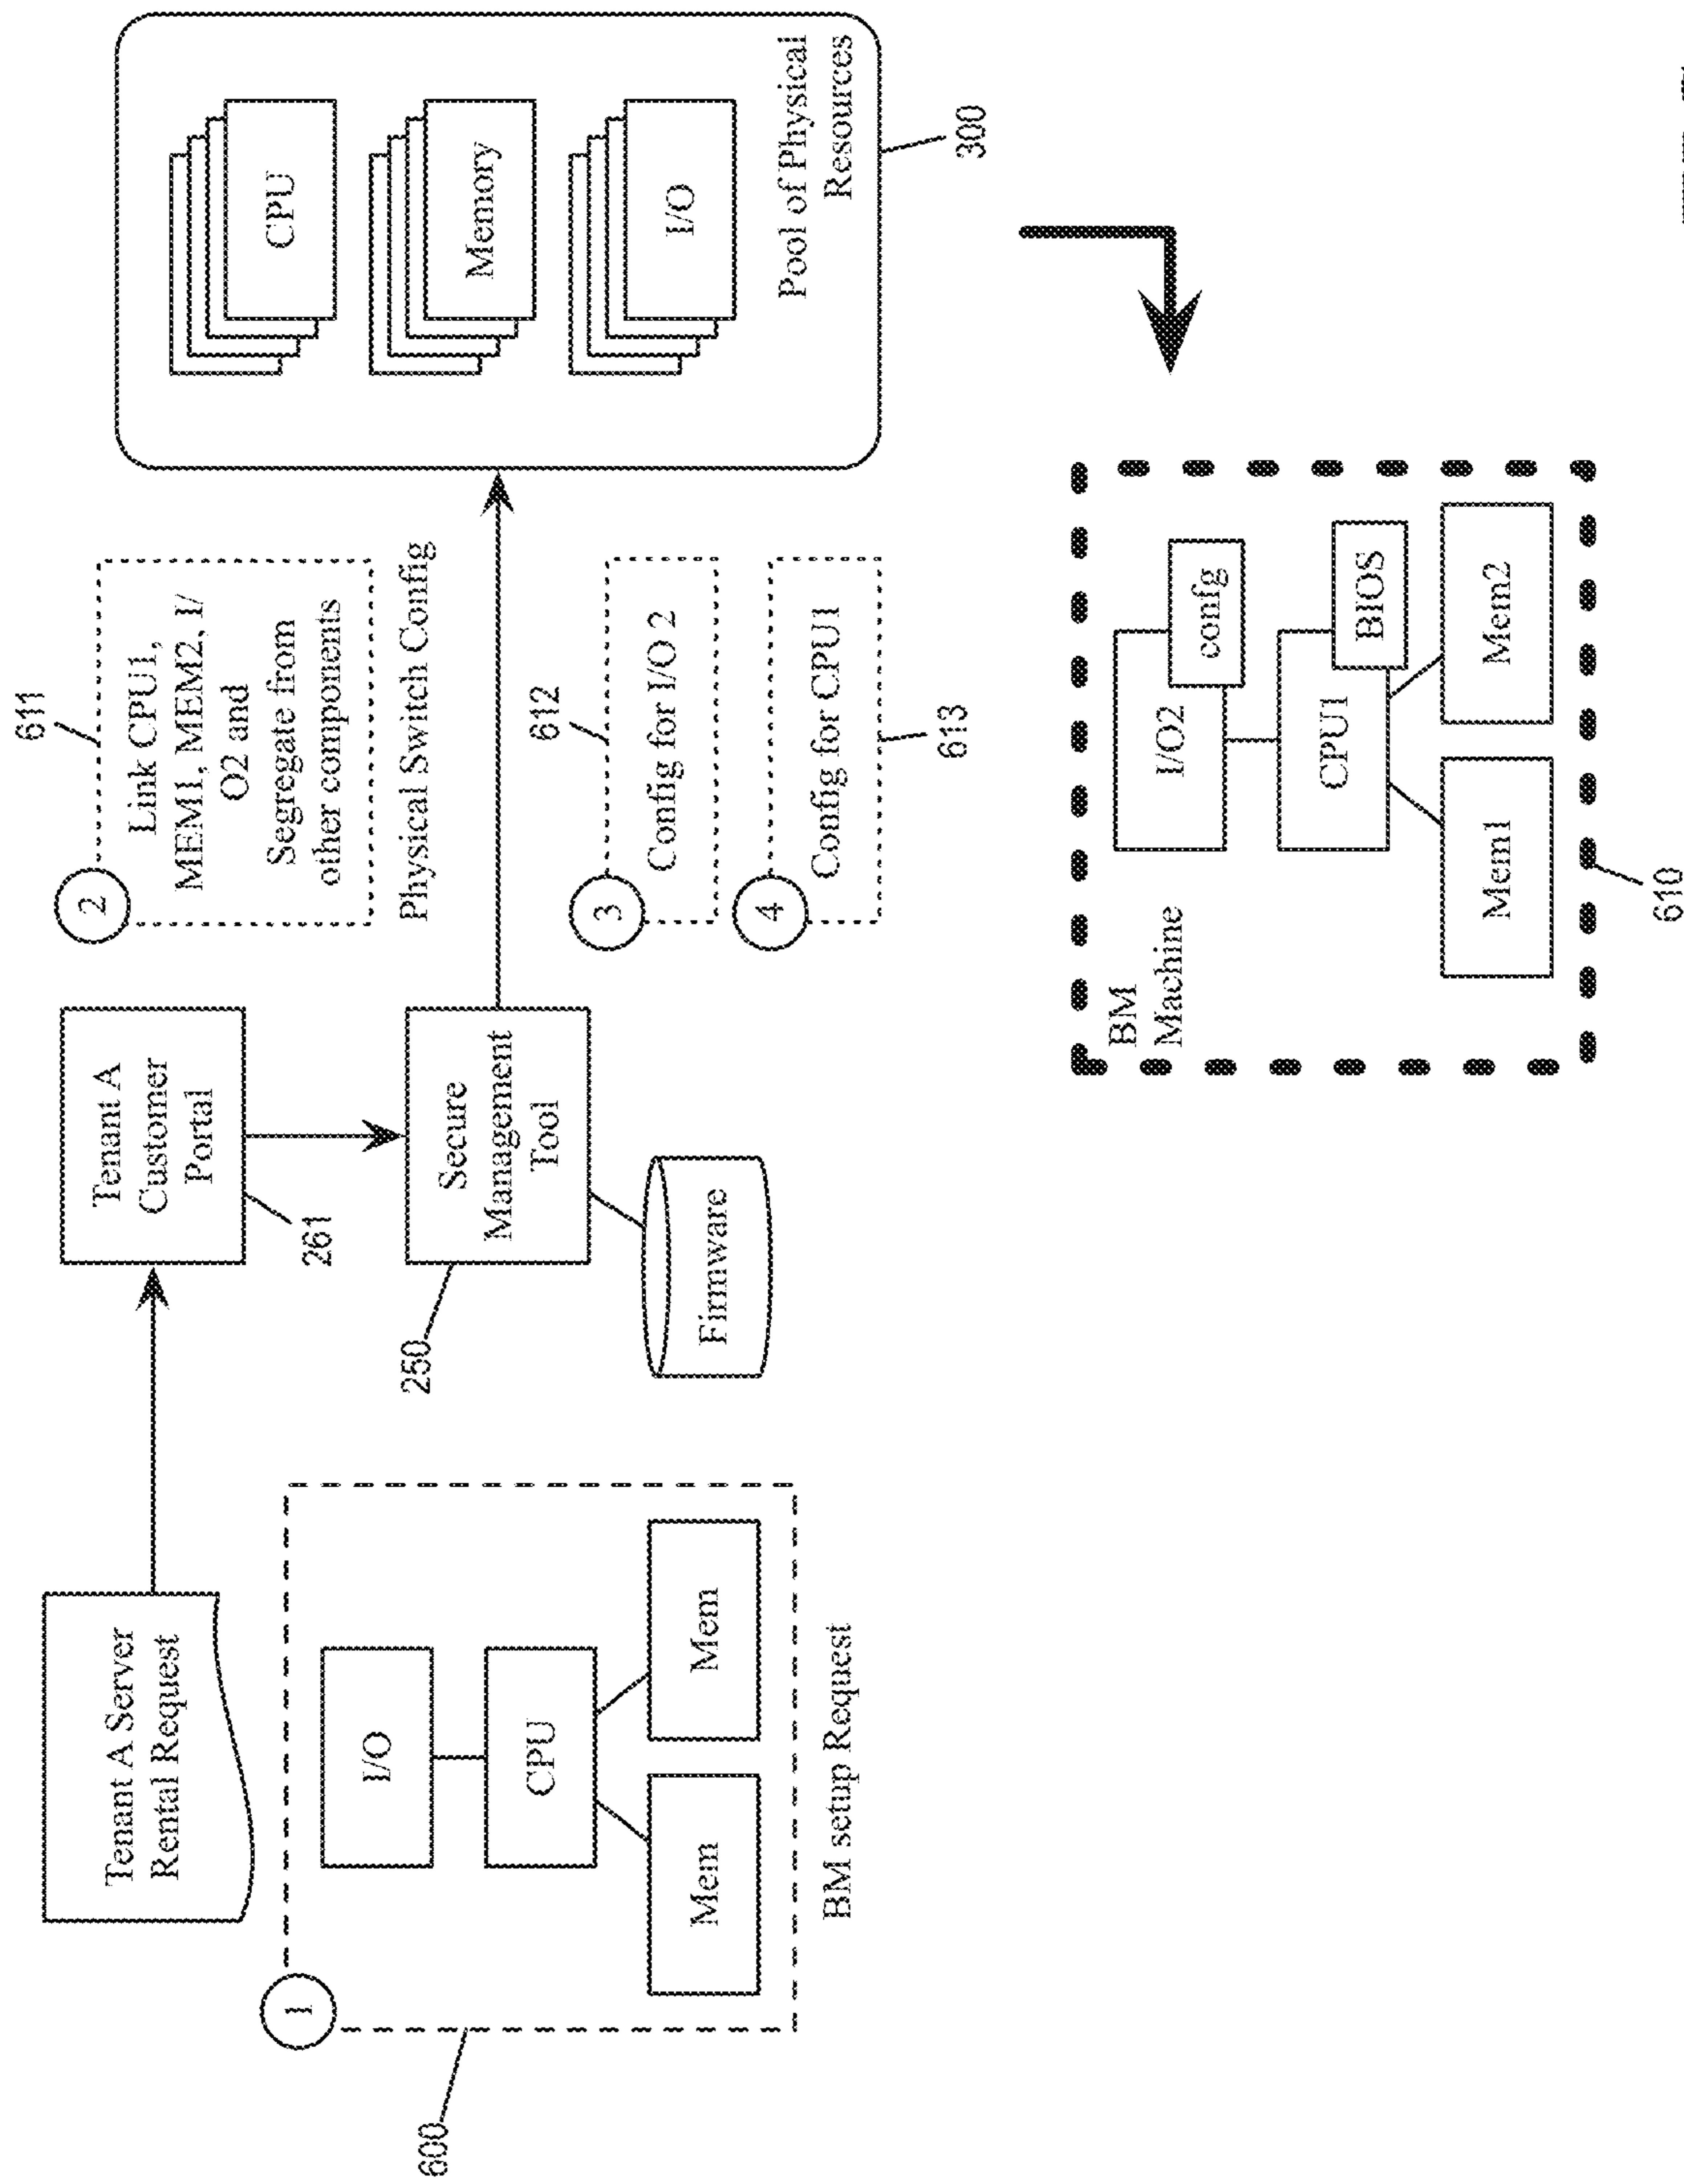 Tenant A Server
Rental Request
1
I/O
CPU
Mem
Mem
BM setup Request
600
Tenant A
Customer
Portal
261
Secure
Management
Tool
250
Firmware
611
2
Link CPU1,
MEM1, MEM2, I/
O2 and
Segregate from
other components
Physical Switch Config
612
3
Config for I/O 2
4
Config for CPU1
613
CPU
Memory
I/O
Pool of Physical
Resources
300
BM
Machine
I/O2
confg
CPU1
BIOS
Mem1
Mem2
610